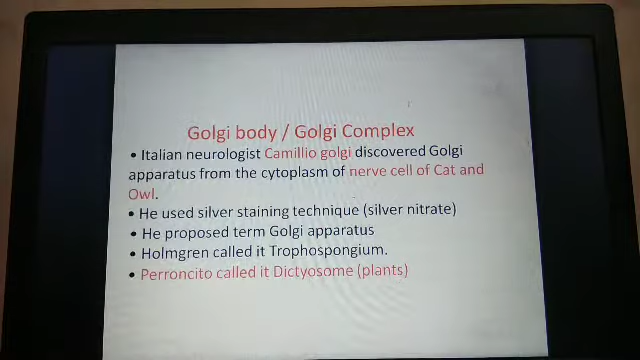 Golgi body / Golgi Complex
• Italian neurologist Camillio golgi discovered Golgi
apparatus from the cytoplasm of nerve cell of Cat and
Owl.
• He used silver staining technique (silver nitrate)
• He proposed term Golgi apparatus
• Holmgren called it Trophospongium.
• Perroncito called it Dictyosome (plants)